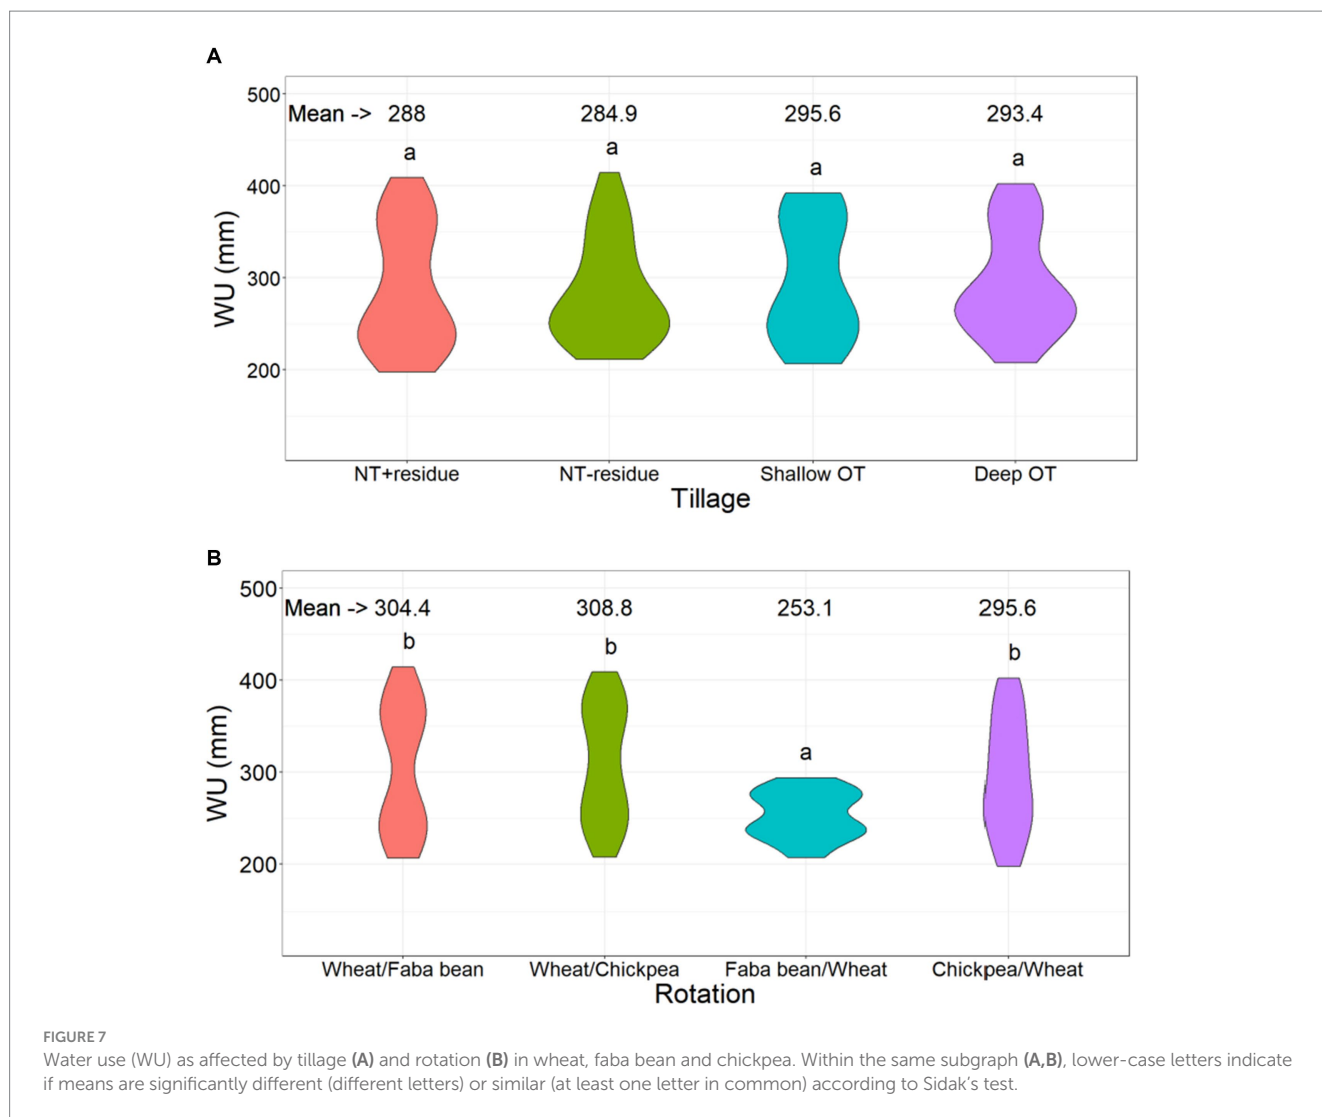 A
500
Mean -> 288 284.9 295.6 293.4
a a a a
400
WU (mm)
300
200
NT+residue NT-residue Shallow OT Deep OT
Tillage
B
500
Mean -> 304.4 308.8 253.1 295.6
b b a b
400
WU (mm)
300
200
Wheat/Faba bean Wheat/Chickpea Faba bean/Wheat Chickpea/Wheat
Rotation
FIGURE 7
Water use (WU) as affected by tillage (A) and rotation (B) in wheat, faba bean and chickpea. Within the same subgraph (A,B), lower-case letters indicate
if means are significantly different (different letters) or similar (at least one letter in common) according to Sidak's test.